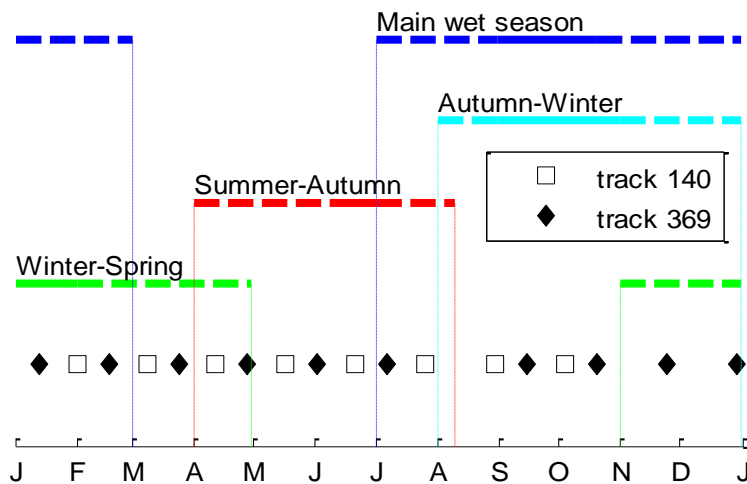 Main wet season
Autumn-Winter
track 140
track 369
Summer-Autumn
Winter-Spring
J F M A M J J A S O N D J